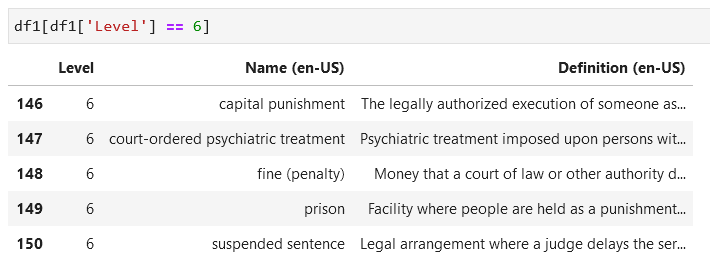 df1[df1['Level'] == 6]
Level Name (en-US) Definition (en-US)
146 6 capital punishment The legally authorized execution of someone as...
147 6 court-ordered psychiatric treatment Psychiatric treatment imposed upon persons wit...
148 6 fine (penalty) Money that a court of law or other authority d...
149 6 prison Facility where people are held as a punishment...
150 6 suspended sentence Legal arrangement where a judge delays the ser...